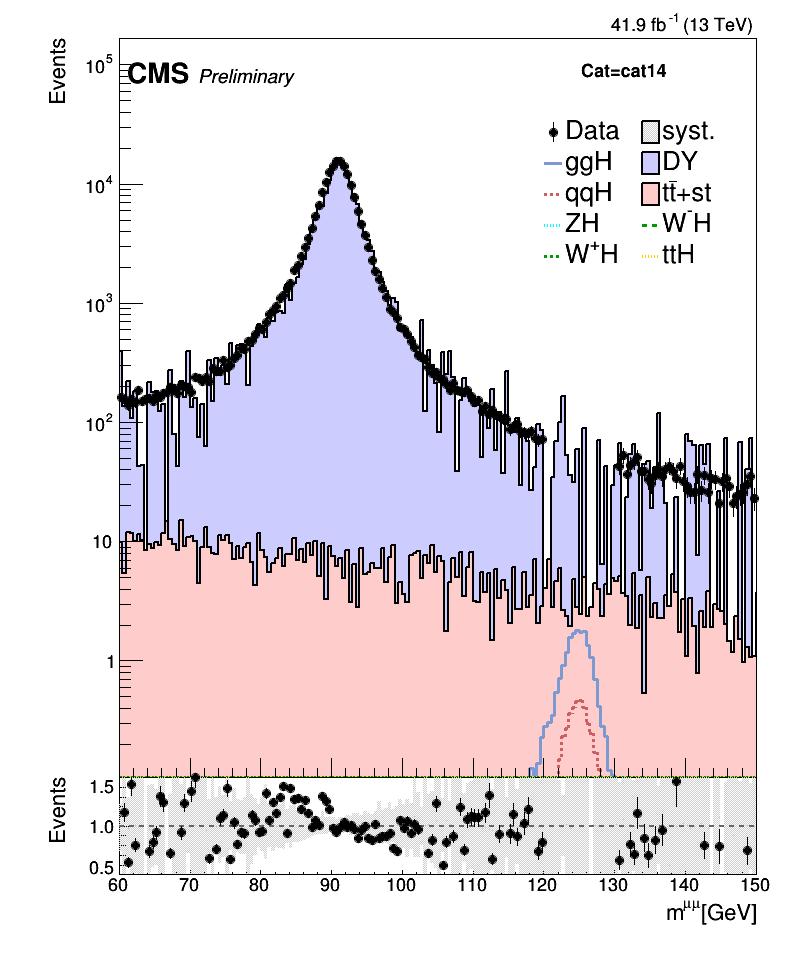 41.9 fb⁻¹ (13 TeV)
Events
10⁵
CMS Preliminary
Cat=cat14
Data
syst.
ggH
DY
10⁴
qqH
tt̄+st
ZH
W⁻H
W⁺H
ttH
10³
10²
10
1
Events
1.5
1.0
0.5
60 70 80 90 100 110 120 130 140 150
m^μμ[GeV]